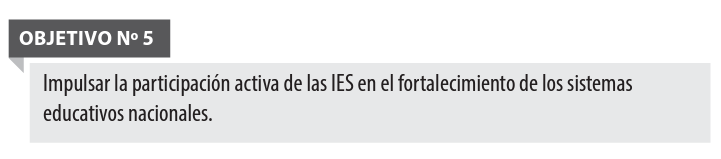 OBJETIVO Nº 5
Impulsar la participación activa de las IES en el fortalecimiento de los sistemas
educativos nacionales.